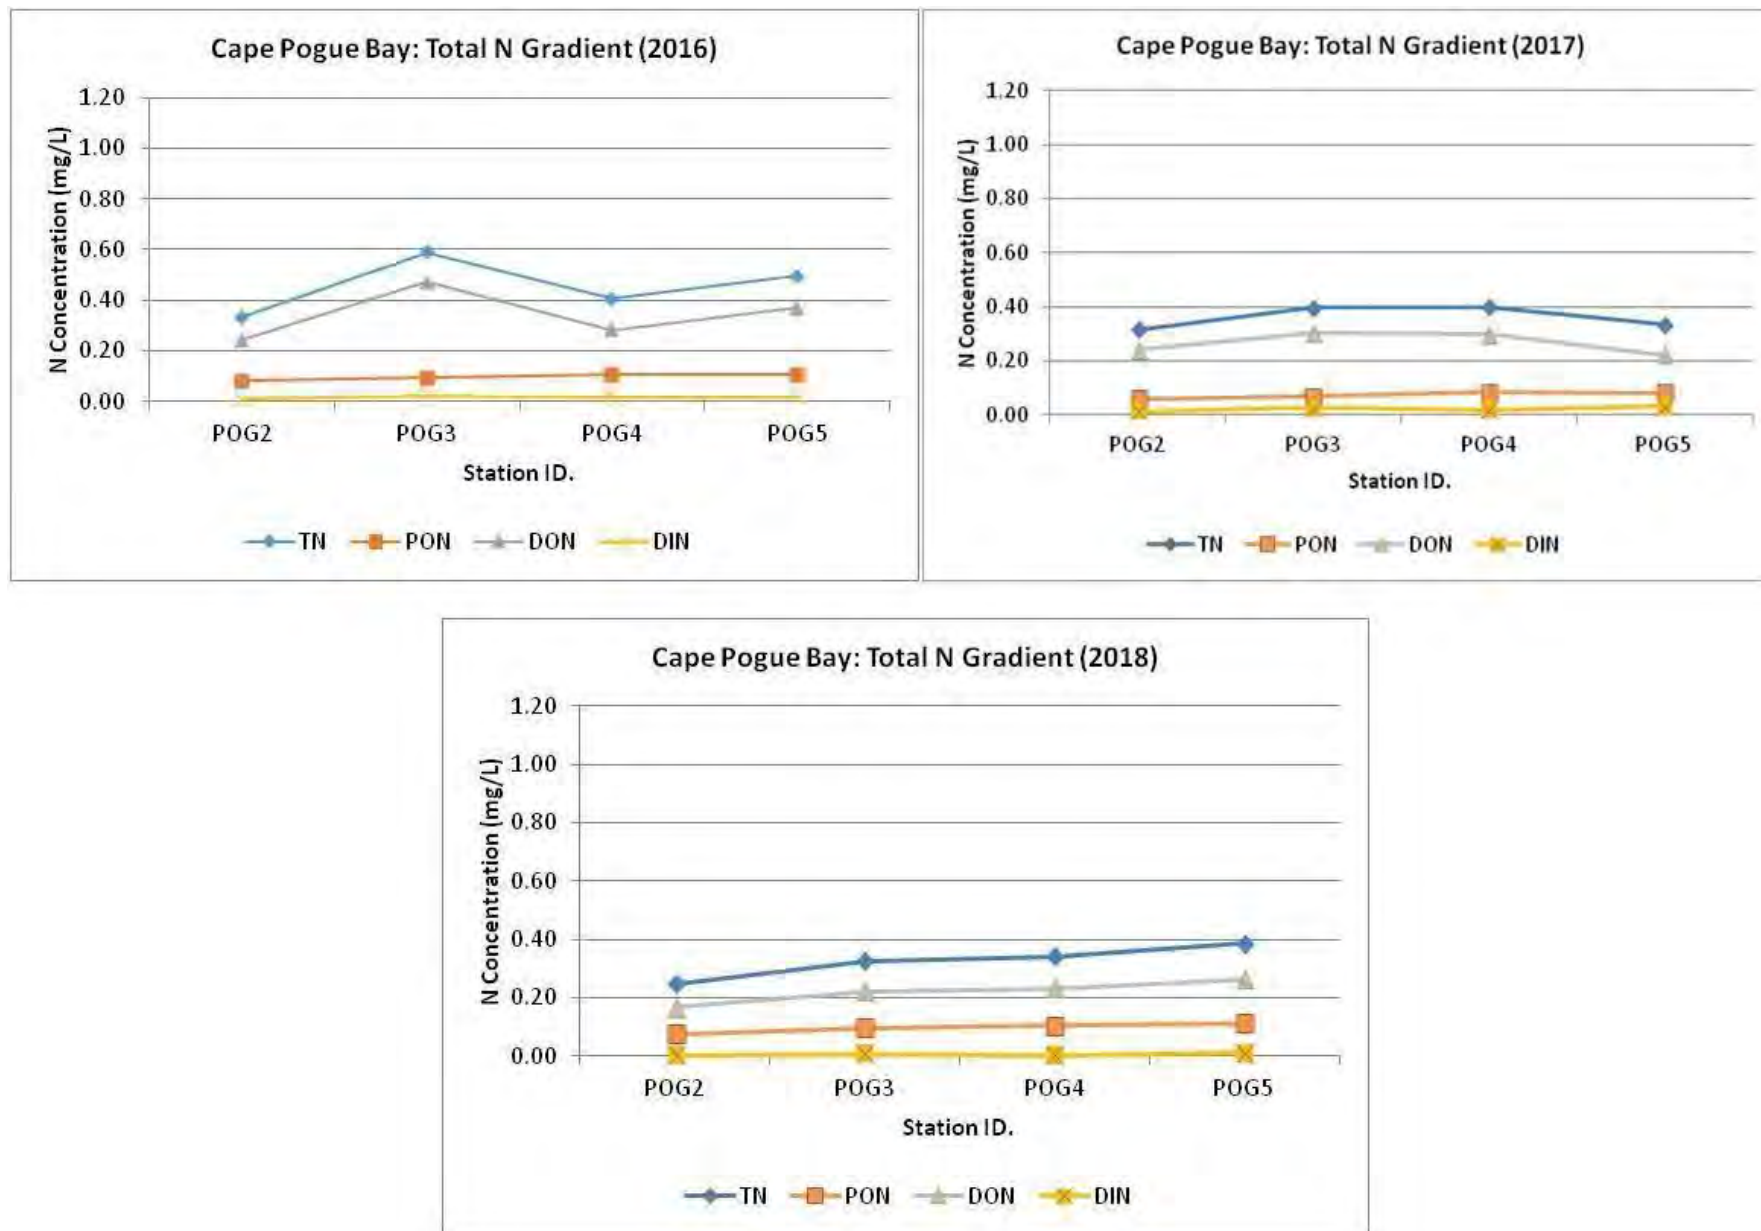 Cape Pogue Bay: Total N Gradient (2016)
N Concentration (mg/L)
1.20
1.00
0.80
0.60
0.40
0.20
0.00
POG2 POG3 POG4 POG5
Station ID.
TN PON DON DIN
Cape Pogue Bay: Total N Gradient (2017)
N Concentration (mg/L)
1.20
1.00
0.80
0.60
0.40
0.20
0.00
POG2 POG3 POG4 POG5
Station ID.
TN PON DON DIN
Cape Pogue Bay: Total N Gradient (2018)
N Concentration (mg/L)
1.20
1.00
0.80
0.60
0.40
0.20
0.00
POG2 POG3 POG4 POG5
Station ID.
TN PON DON DIN